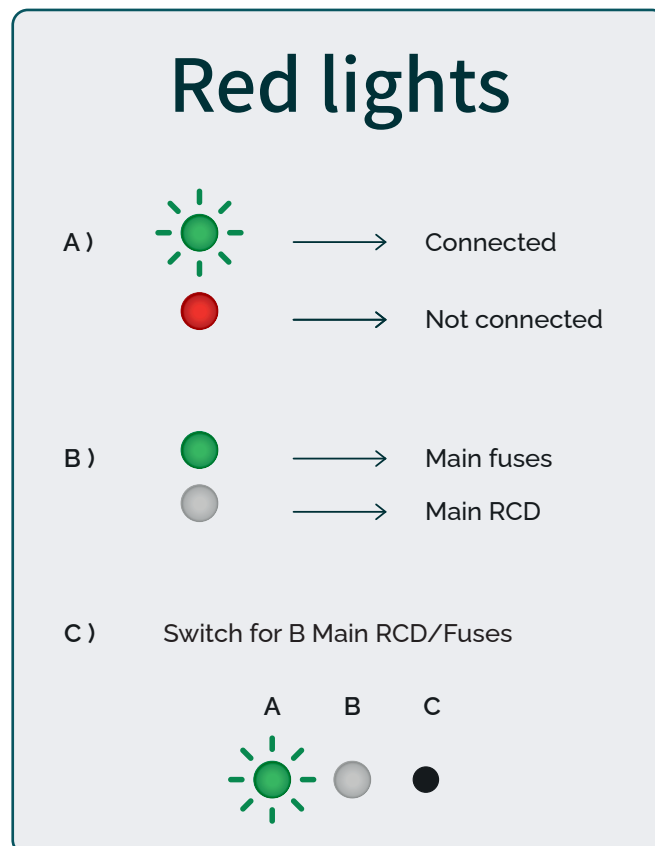 Red lights
A) Connected
Not connected
B) Main fuses
Main RCD
C) Switch for B Main RCD/Fuses
A B C